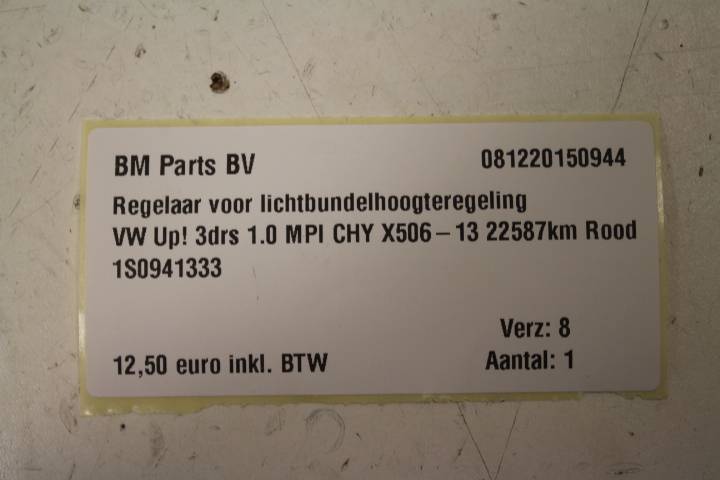 BM Parts BV 081220150944
Regelaar voor lichtbundelhoogteregeling
VW Up! 3drs 1.0 MPI CHY X506 – 13 22587km Rood
1S0941333
Verz: 8
12,50 euro inkl. BTW Aantal: 1